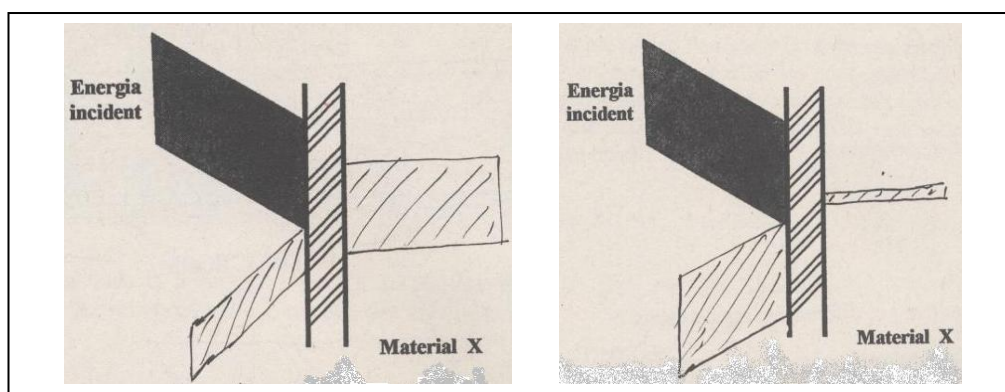 Energia
incident
Material X
Energia
incident
Material X